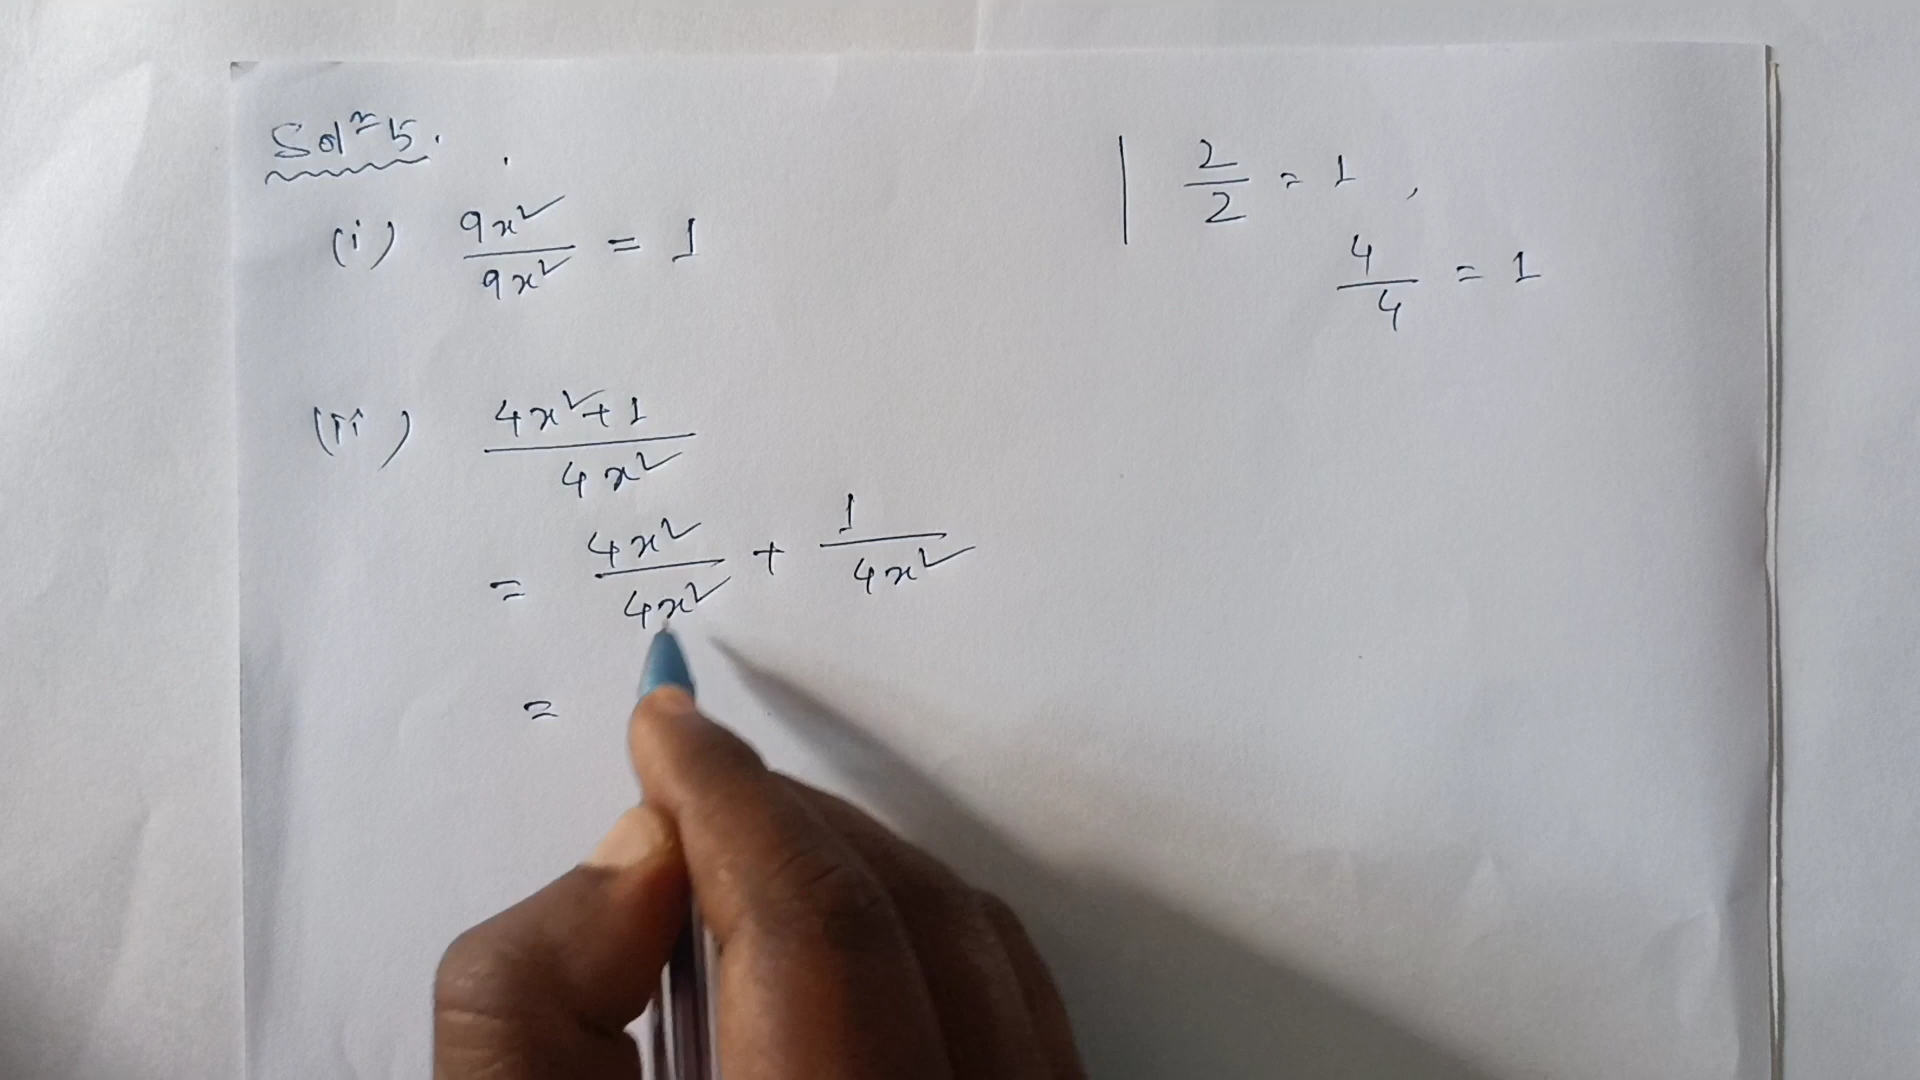 Solⁿ 5.
(i) 9x²/9x² = 1
| 2/2 = 1 ,
4/4 = 1
(ii) 4x²+1/4x²
= 4x²/4x² + 1/4x²
=